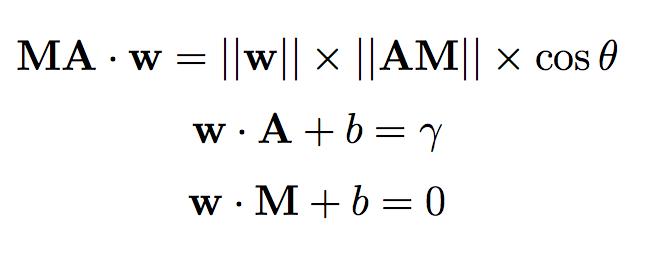 MA · w = ||w|| × ||AM|| × cos θ
w · A + b = γ
w · M + b = 0